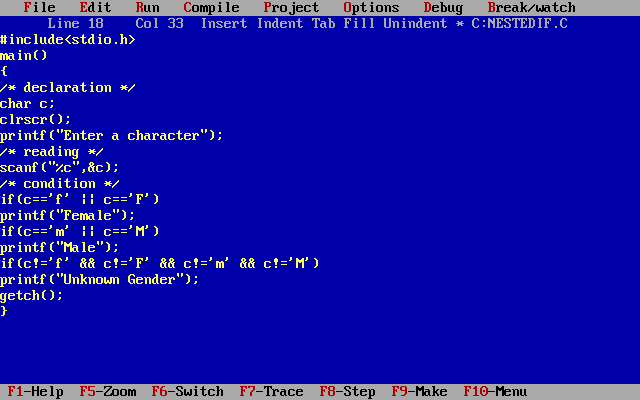 File Edit Run Compile Project Options Debug Break/watch
Line 18 Col 33 Insert Indent Tab Fill Unindent * C:NESTEDIF.C
#include<stdio.h>
main()
{
/* declaration */
char c;
clrscr();
printf("Enter a character");
/* reading */
scanf("%c",&c);
/* condition */
if(c=='f' || c=='F')
printf("Female");
if(c=='m' || c=='M')
printf("Male");
if(c!='f' && c!='F' && c!='m' && c!='M')
printf("Unknown Gender");
getch();
}
F1-Help F5-Zoom F6-Switch F7-Trace F8-Step F9-Make F10-Menu